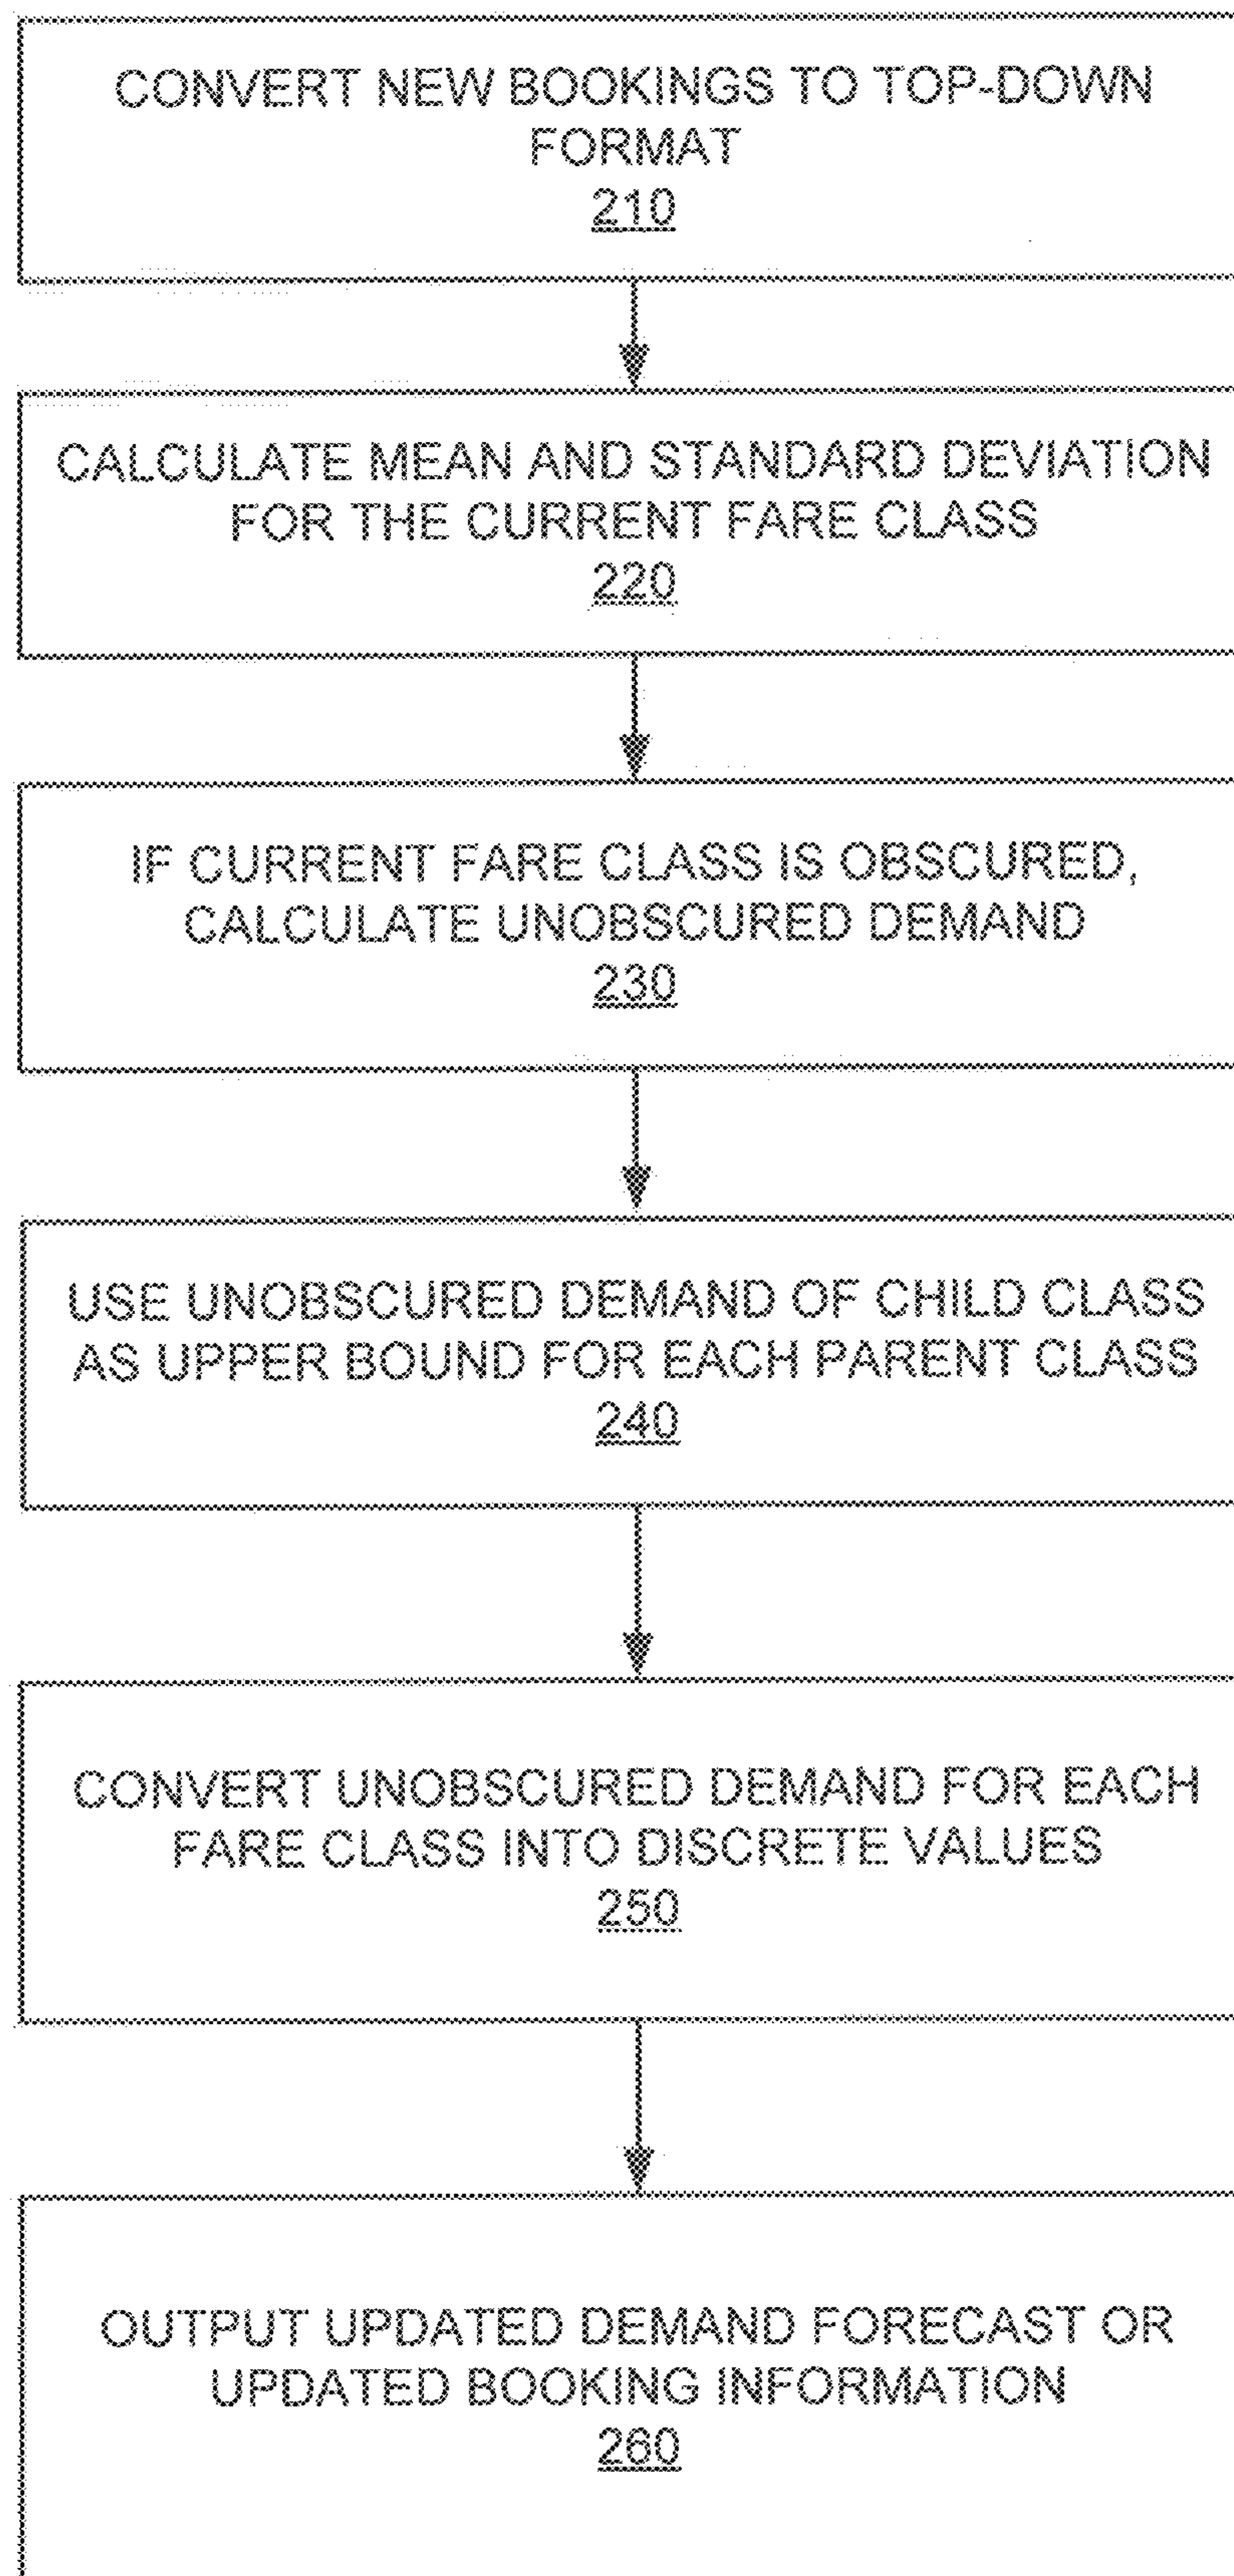 CONVERT NEW BOOKINGS TO TOP-DOWN
FORMAT
210
CALCULATE MEAN AND STANDARD DEVIATION
FOR THE CURRENT FARE CLASS
220
IF CURRENT FARE CLASS IS OBSCURED,
CALCULATE UNOBSCURED DEMAND
230
USE UNOBSCURED DEMAND OF CHILD CLASS
AS UPPER BOUND FOR EACH PARENT CLASS
240
CONVERT UNOBSCURED DEMAND FOR EACH
FARE CLASS INTO DISCRETE VALUES
250
OUTPUT UPDATED DEMAND FORECAST OR
UPDATED BOOKING INFORMATION
260